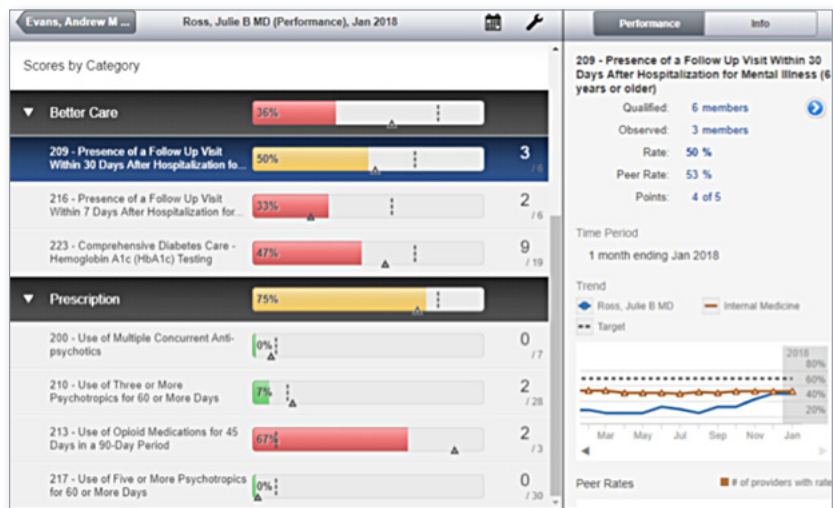 Evans, Andrew M ...
Ross, Julie B MD (Performance), Jan 2018
Performance
Info
Scores by Category
Better Care
36%
209 - Presence of a Follow Up Visit
Within 30 Days After Hospitalization fo...
50%
3
/ 6
216 - Presence of a Follow Up Visit
Within 7 Days After Hospitalization for...
33%
2
/ 6
223 - Comprehensive Diabetes Care -
Hemoglobin A1c (HbA1c) Testing
47%
9
/ 19
Prescription
75%
200 - Use of Multiple Concurrent Anti-
psychotics
0%
0
/ 7
210 - Use of Three or More
Psychotropics for 60 or More Days
7%
2
/ 28
213 - Use of Opioid Medications for 45
Days in a 90-Day Period
67%
2
/ 3
217 - Use of Five or More Psychotropics
for 60 or More Days
0%
0
/ 30
209 - Presence of a Follow Up Visit Within 30
Days After Hospitalization for Mental Illness (6
years or older)
Qualified: 6 members
Observed: 3 members
Rate: 50 %
Peer Rate: 53 %
Points: 4 of 5
Time Period
1 month ending Jan 2018
Trend
Ross, Julie B MD
Internal Medicine
Target
2018
80%
60%
40%
20%
Mar May Jul Sep Nov Jan
Peer Rates
# of providers with rate